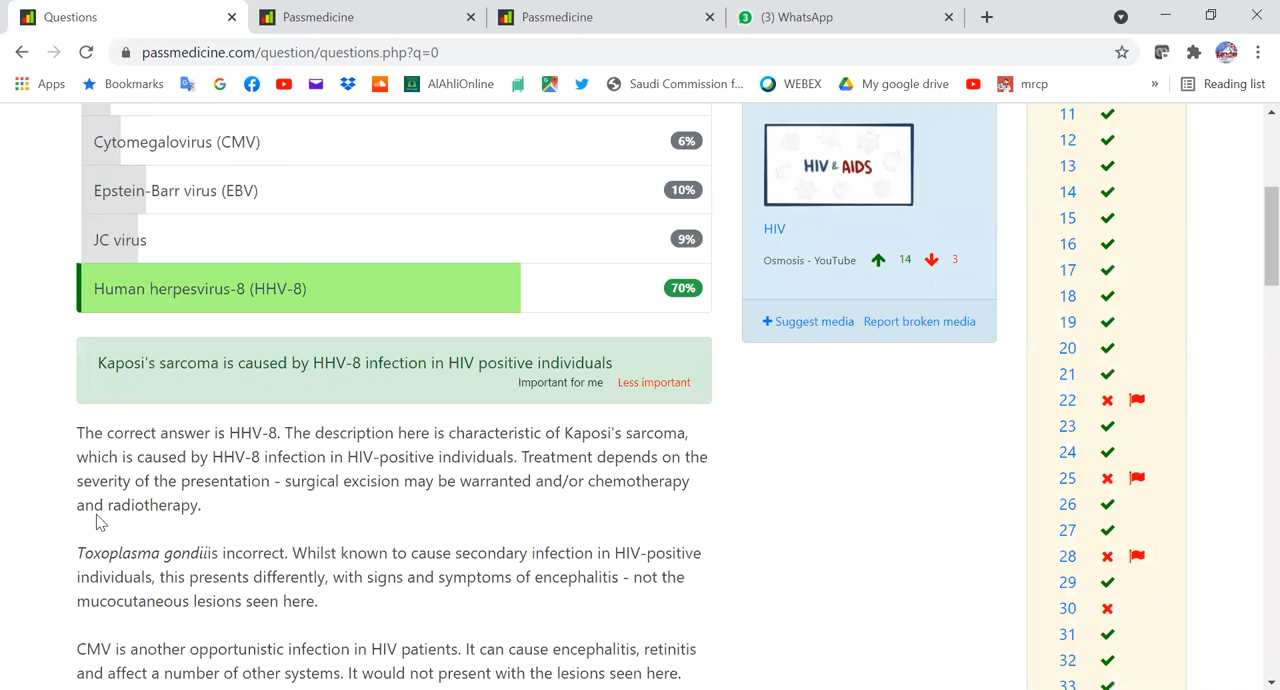 Questions
Passmedicine
Passmedicine
3 (3) WhatsApp
passmedicine.com/question/questions.php?q=0
Apps Bookmarks AlAhliOnline Saudi Commission f... WEBEX My google drive mrcp » Reading list
Cytomegalovirus (CMV) 6%
Epstein-Barr virus (EBV) 10%
JC virus 9%
Human herpesvirus-8 (HHV-8) 70%
Kaposi's sarcoma is caused by HHV-8 infection in HIV positive individuals
Important for me Less important
The correct answer is HHV-8. The description here is characteristic of Kaposi's sarcoma,
which is caused by HHV-8 infection in HIV-positive individuals. Treatment depends on the
severity of the presentation - surgical excision may be warranted and/or chemotherapy
and radiotherapy.
Toxoplasma gondiiis incorrect. Whilst known to cause secondary infection in HIV-positive
individuals, this presents differently, with signs and symptoms of encephalitis - not the
mucocutaneous lesions seen here.
CMV is another opportunistic infection in HIV patients. It can cause encephalitis, retinitis
and affect a number of other systems. It would not present with the lesions seen here.
HIV & AIDS
HIV
Osmosis - YouTube 14 3
Suggest media Report broken media
11
12
13
14
15
16
17
18
19
20
21
22
23
24
25
26
27
28
29
30
31
32
33